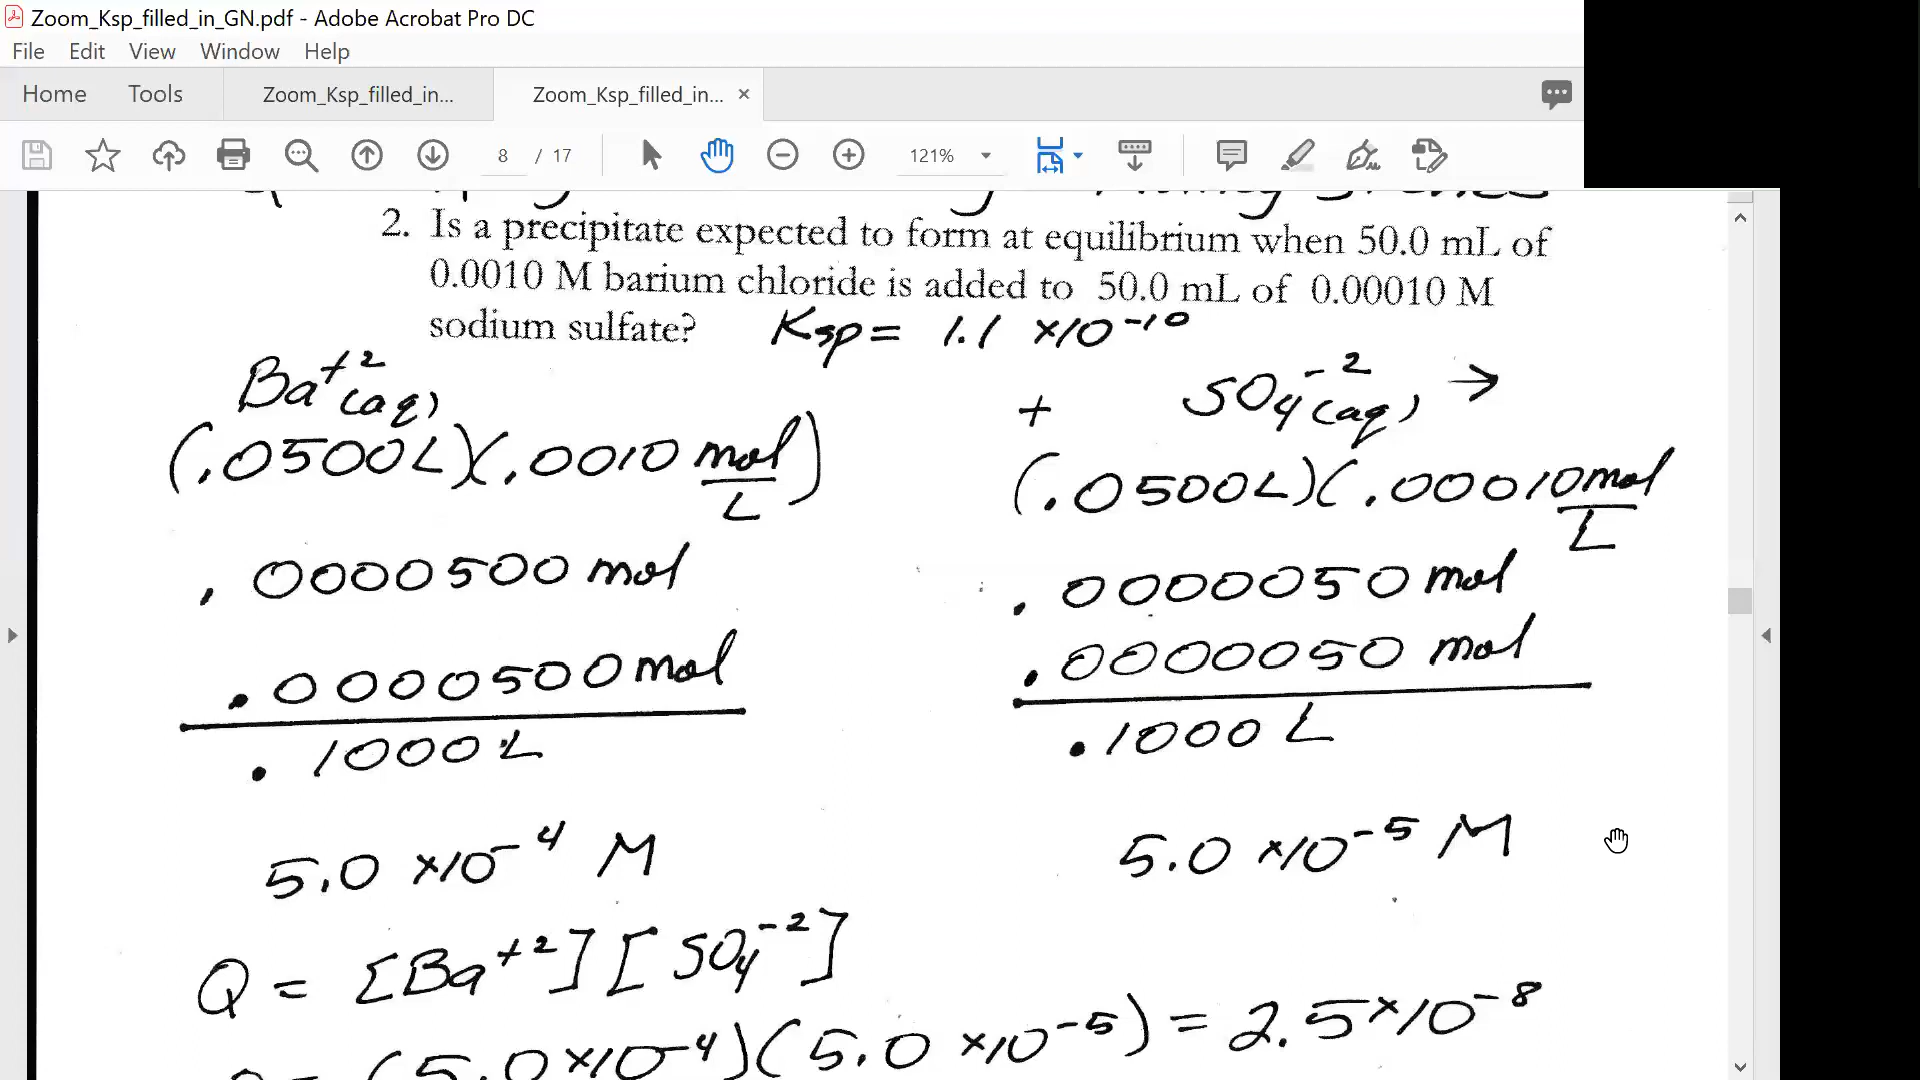 Zoom_Ksp_filled_in_GN.pdf - Adobe Acrobat Pro DC
File Edit View Window Help
Home Tools Zoom_Ksp_filled_in... Zoom_Ksp_filled_in... ×
8 / 17 121%
2. Is a precipitate expected to form at equilibrium when 50.0 mL of
0.0010 M barium chloride is added to 50.0 mL of 0.00010 M
sodium sulfate? Ksp = 1.1 ×10⁻¹⁰
Ba⁺²(aq) + SO₄⁻²(aq) →
(.0500L)(.0010 mol/L) (.0500L)(.00010 mol/L)
.0000500 mol .0000050 mol
.0000500 mol .0000050 mol
.1000 L .1000 L
5.0 ×10⁻⁴ M 5.0 ×10⁻⁵ M
Q = [Ba⁺²][SO₄⁻²]
(5.0 ×10⁻⁴)(5.0 ×10⁻⁵) = 2.5 ×10⁻⁸